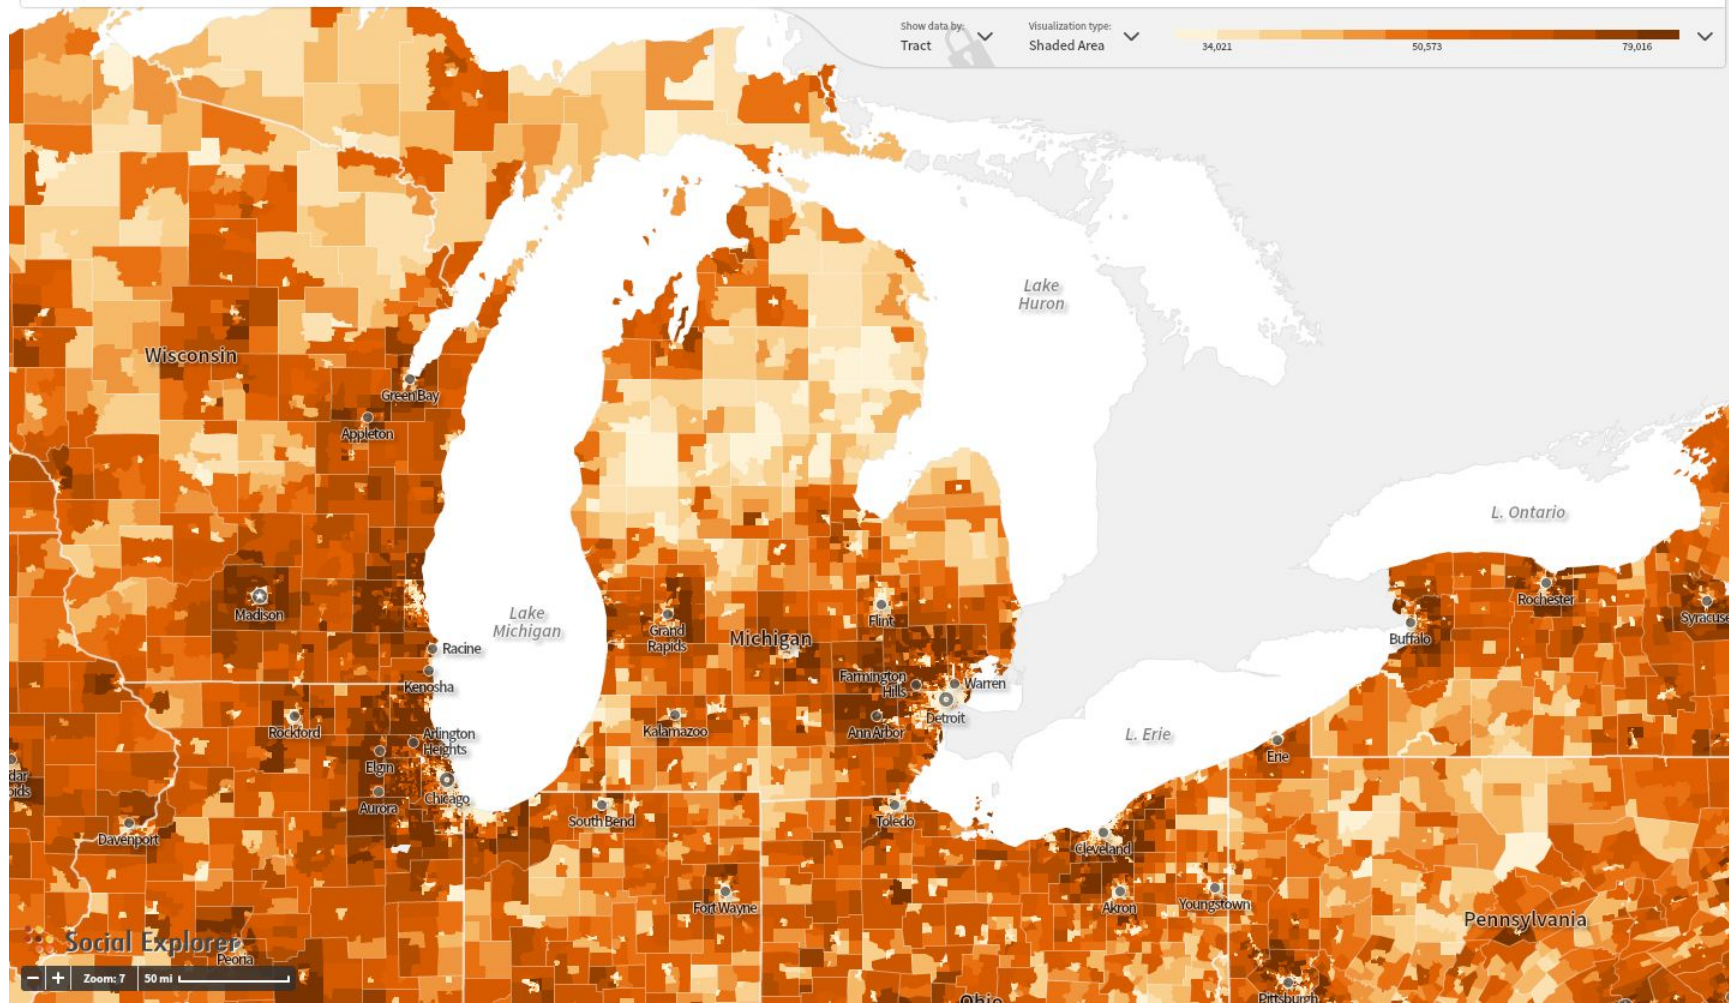 Show data by:
Tract
Visualization type:
Shaded Area
34,021
50,573
79,016
Lake
Huron
Wisconsin
Green Bay
Appleton
L. Ontario
Madison
Lake
Michigan
Racine
Kenosha
Grand
Rapids
Michigan
Flint
Rochester
Syracuse
Buffalo
Farmington
Hills
Warren
Detroit
Ann Arbor
Kalamazoo
Rockford
Arlington
Heights
Elgin
Aurora
Chicago
L. Erie
Erie
dar
pids
Davenport
South Bend
Toledo
Cleveland
Fort Wayne
Akron
Youngstown
Pennsylvania
Social Explorer
Peoria
Zoom: 7
50 mi
Ohio
Pittsburgh